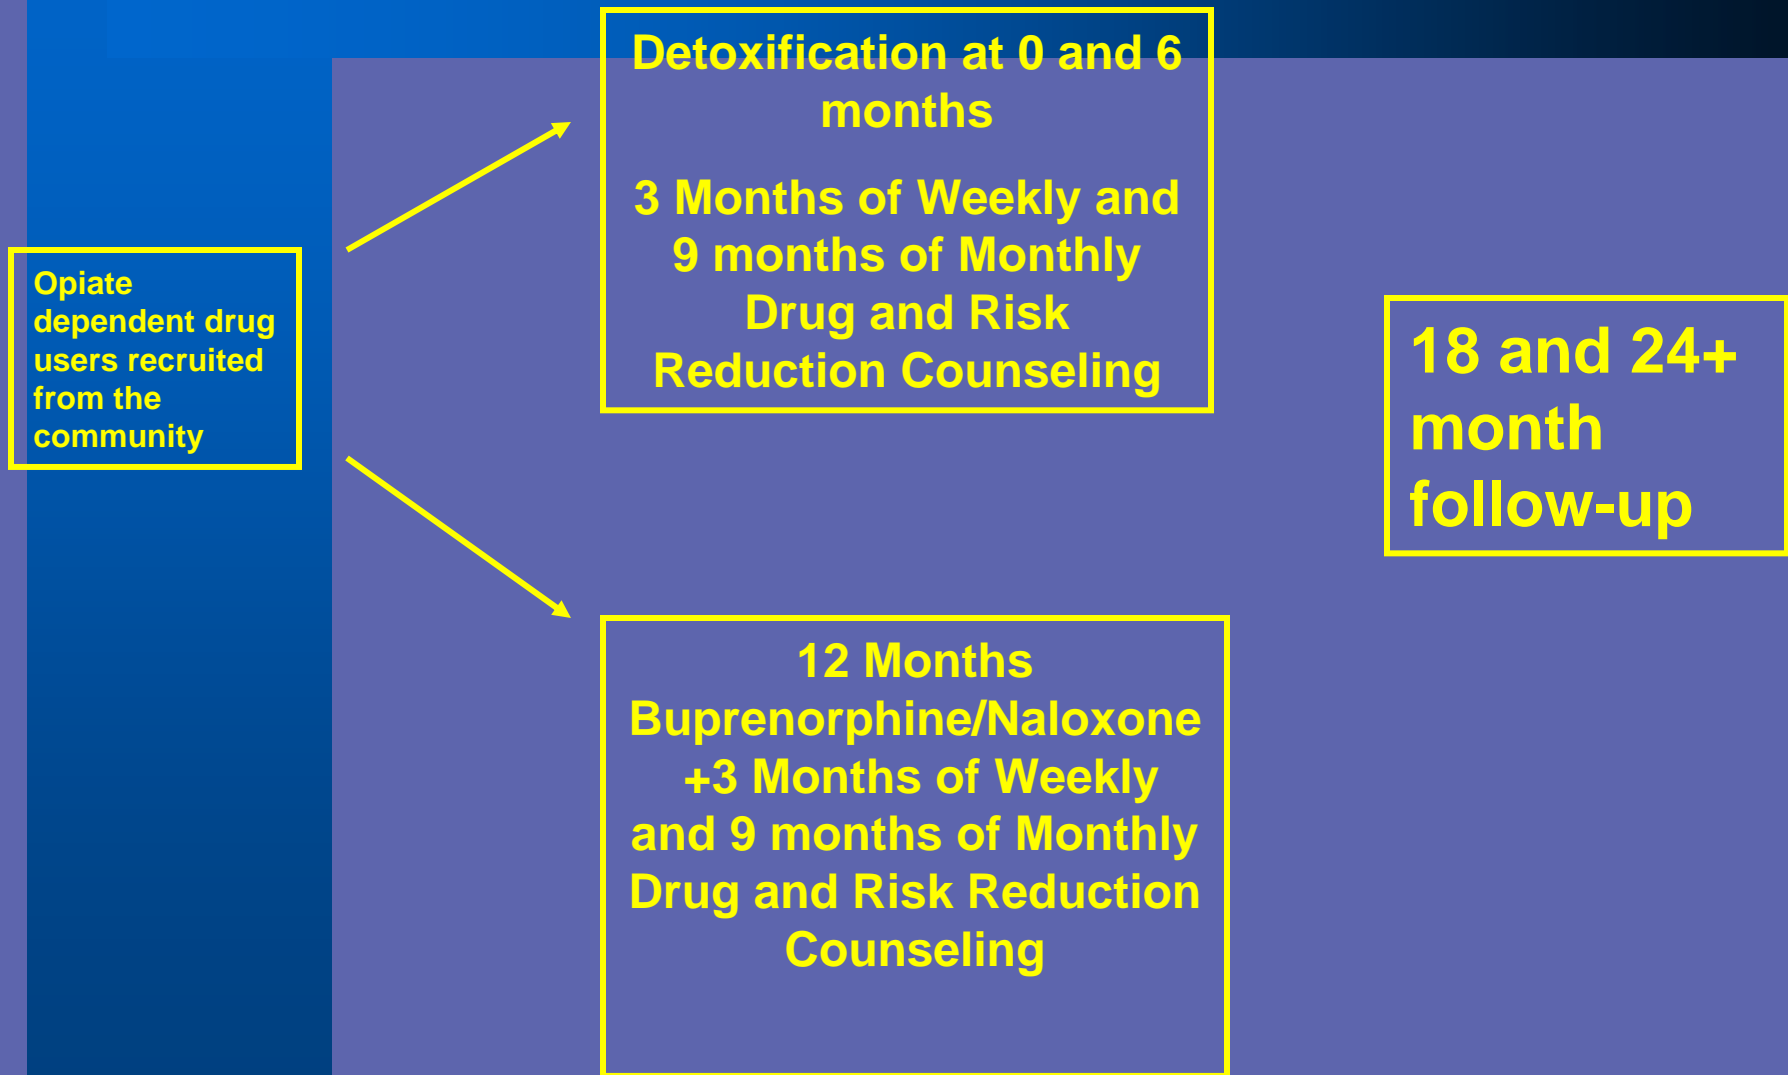 Opiate
dependent drug
users recruited
from the
community
Detoxification at 0 and 6
months
3 Months of Weekly and
9 months of Monthly
Drug and Risk
Reduction Counseling
12 Months
Buprenorphine/Naloxone
+3 Months of Weekly
and 9 months of Monthly
Drug and Risk Reduction
Counseling
18 and 24+
month
follow-up